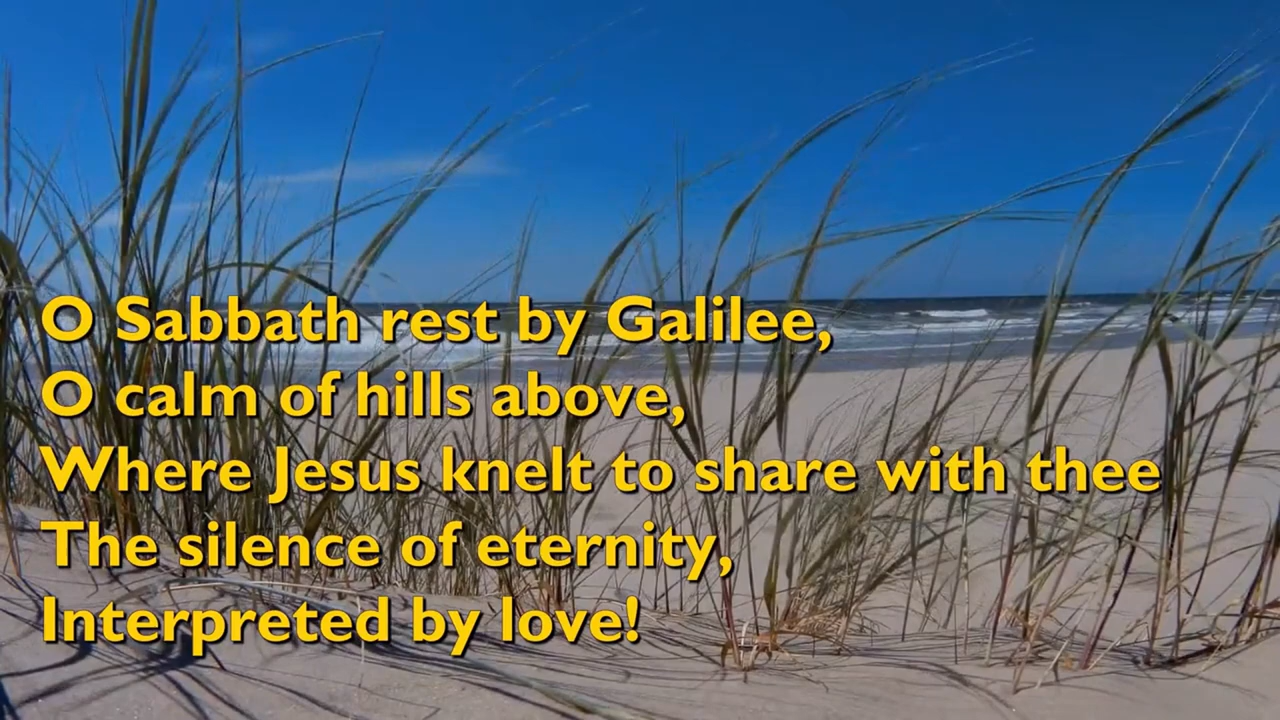 O Sabbath rest by Galilee,
O calm of hills above,
Where Jesus knelt to share with thee
The silence of eternity,
Interpreted by love!